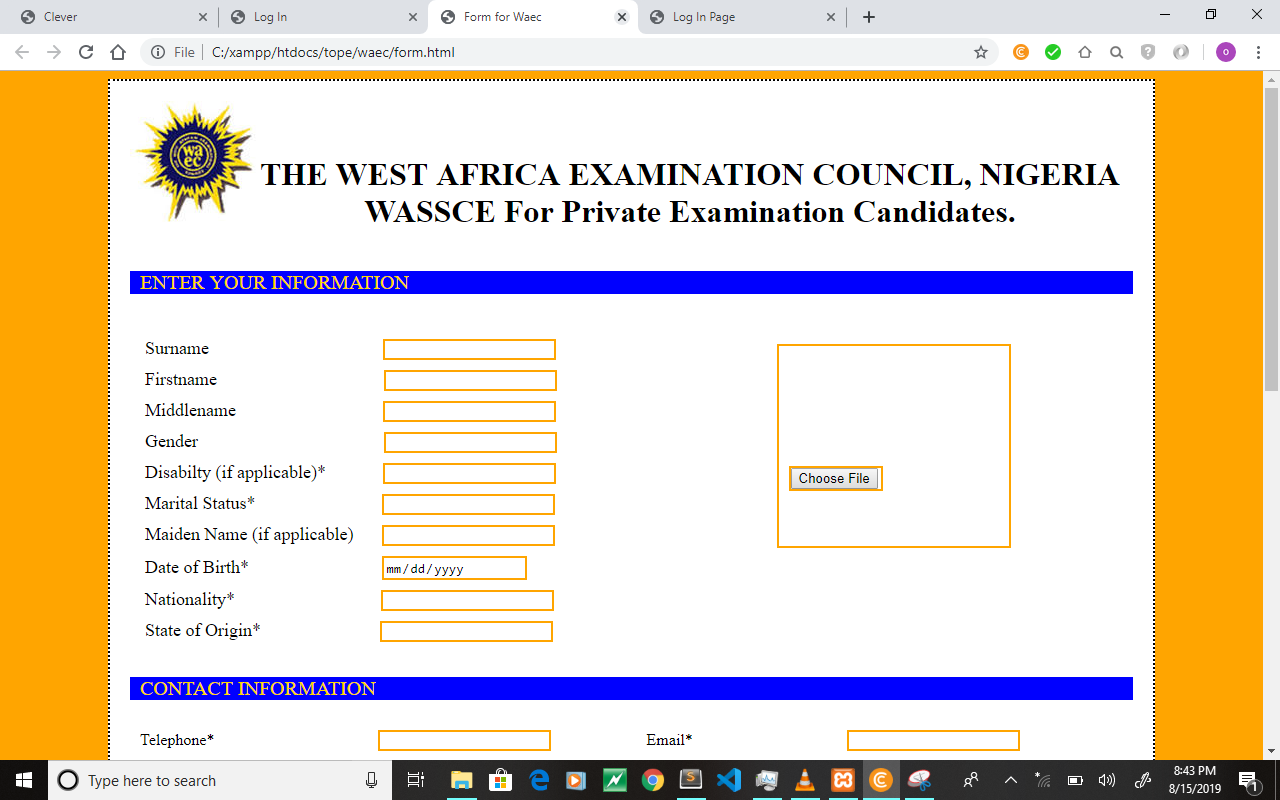 Clever
Log In
Form for Waec
Log In Page
File
C:/xampp/htdocs/tope/waec/form.html
o
wa
ec
THE WEST AFRICA EXAMINATION COUNCIL, NIGERIA
WASSCE For Private Examination Candidates.
ENTER YOUR INFORMATION
Surname
Firstname
Middlename
Gender
Disabilty (if applicable)*
Choose File
Marital Status*
Maiden Name (if applicable)
Date of Birth* mm/dd/yyyy
Nationality*
State of Origin*
CONTACT INFORMATION
Telephone* Email*
Type here to search
8:43 PM
8/15/2019
1